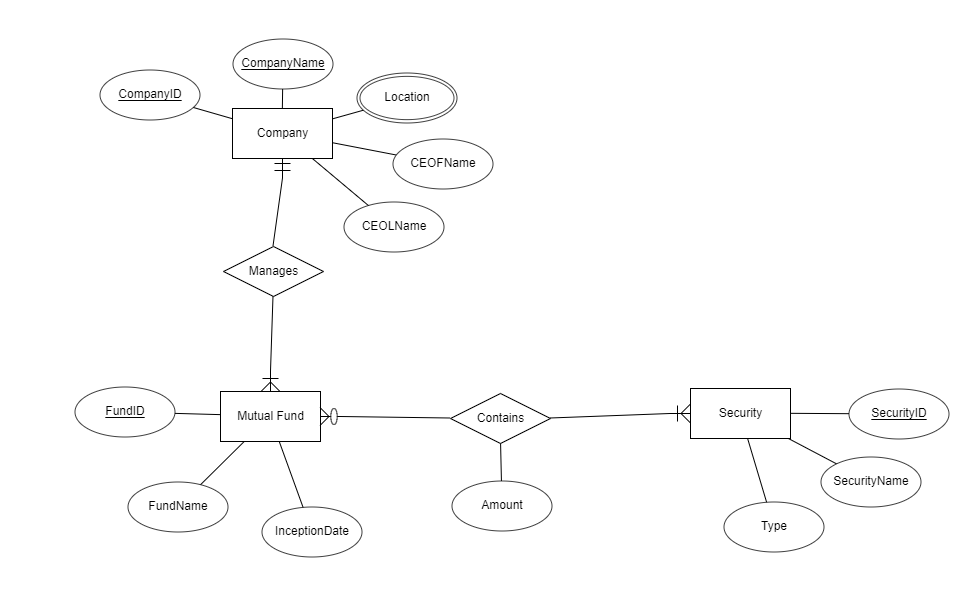 CompanyName
CompanyID
Location
Company
CEOFName
CEOLName
Manages
FundID
Mutual Fund
Contains
Security
SecurityID
SecurityName
FundName
Amount
InceptionDate
Type